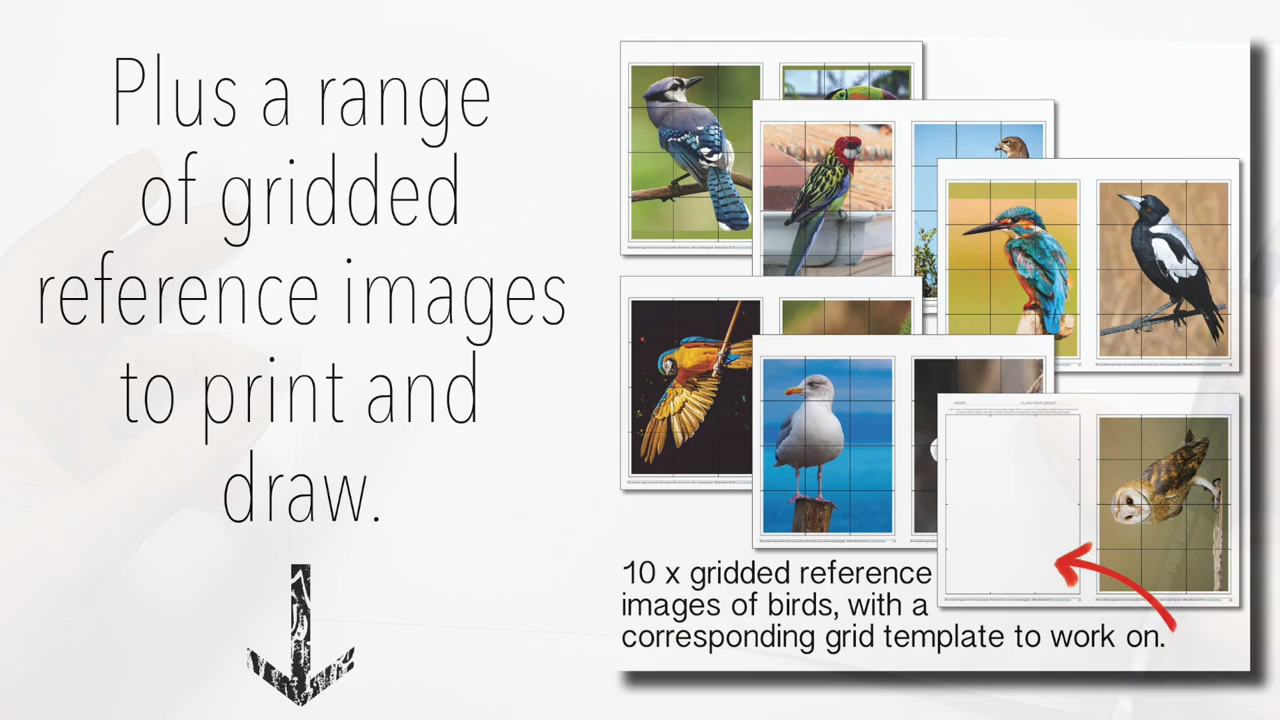 Plus a range
of gridded
reference images
to print and
draw.
10 x gridded reference
images of birds, with a
corresponding grid template to work on.